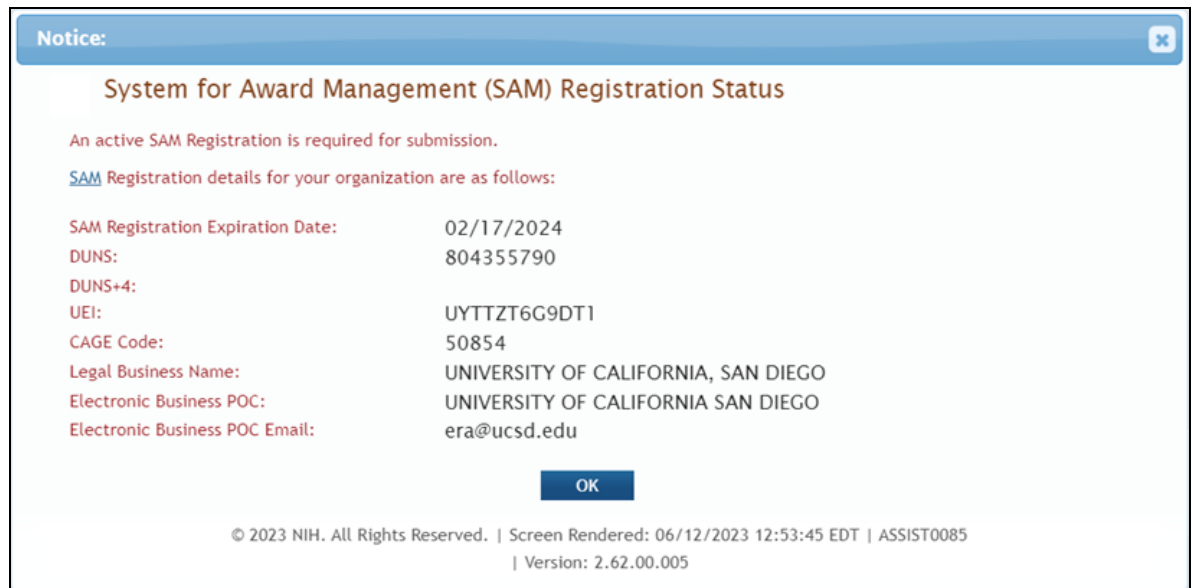 Notice:
System for Award Management (SAM) Registration Status
An active SAM Registration is required for submission.
SAM Registration details for your organization are as follows:
SAM Registration Expiration Date: 02/17/2024
DUNS: 804355790
DUNS+4:
UEI: UYTTZT6G9DT1
CAGE Code: 50854
Legal Business Name: UNIVERSITY OF CALIFORNIA, SAN DIEGO
Electronic Business POC: UNIVERSITY OF CALIFORNIA SAN DIEGO
Electronic Business POC Email: era@ucsd.edu
OK
© 2023 NIH. All Rights Reserved. | Screen Rendered: 06/12/2023 12:53:45 EDT | ASSIST0085
| Version: 2.62.00.005